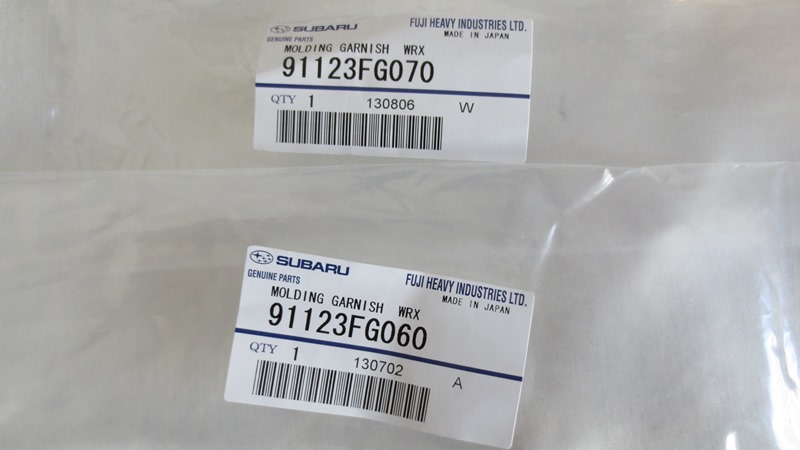 SUBARU FUJI HEAVY INDUSTRIES LTD.
GENUINE PARTS MADE IN JAPAN
MOLDING GARNISH WRX
91123FG070
QTY 1 130806 W
SUBARU FUJI HEAVY INDUSTRIES LTD.
GENUINE PARTS MADE IN JAPAN
MOLDING GARNISH WRX
91123FG060
QTY 1 130702 A